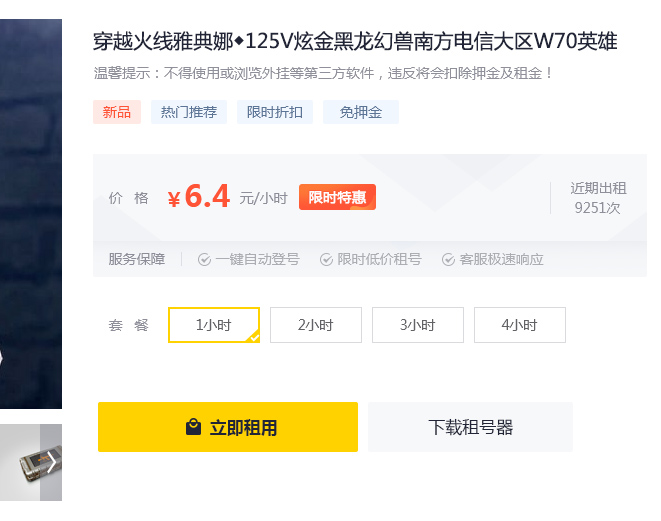 穿越火线雅典娜◆125V炫金黑龙幻兽南方电信大区W70英雄
温馨提示：不得使用或浏览外挂等第三方软件，违反将会扣除押金及租金！
新品 热门推荐 限时折扣 免押金
价 格 ¥6.4 元/小时 限时特惠
近期出租
9251次
服务保障 一键自动登号 限时低价租号 客服极速响应
套 餐 1小时 2小时 3小时 4小时
立即租用 下载租号器